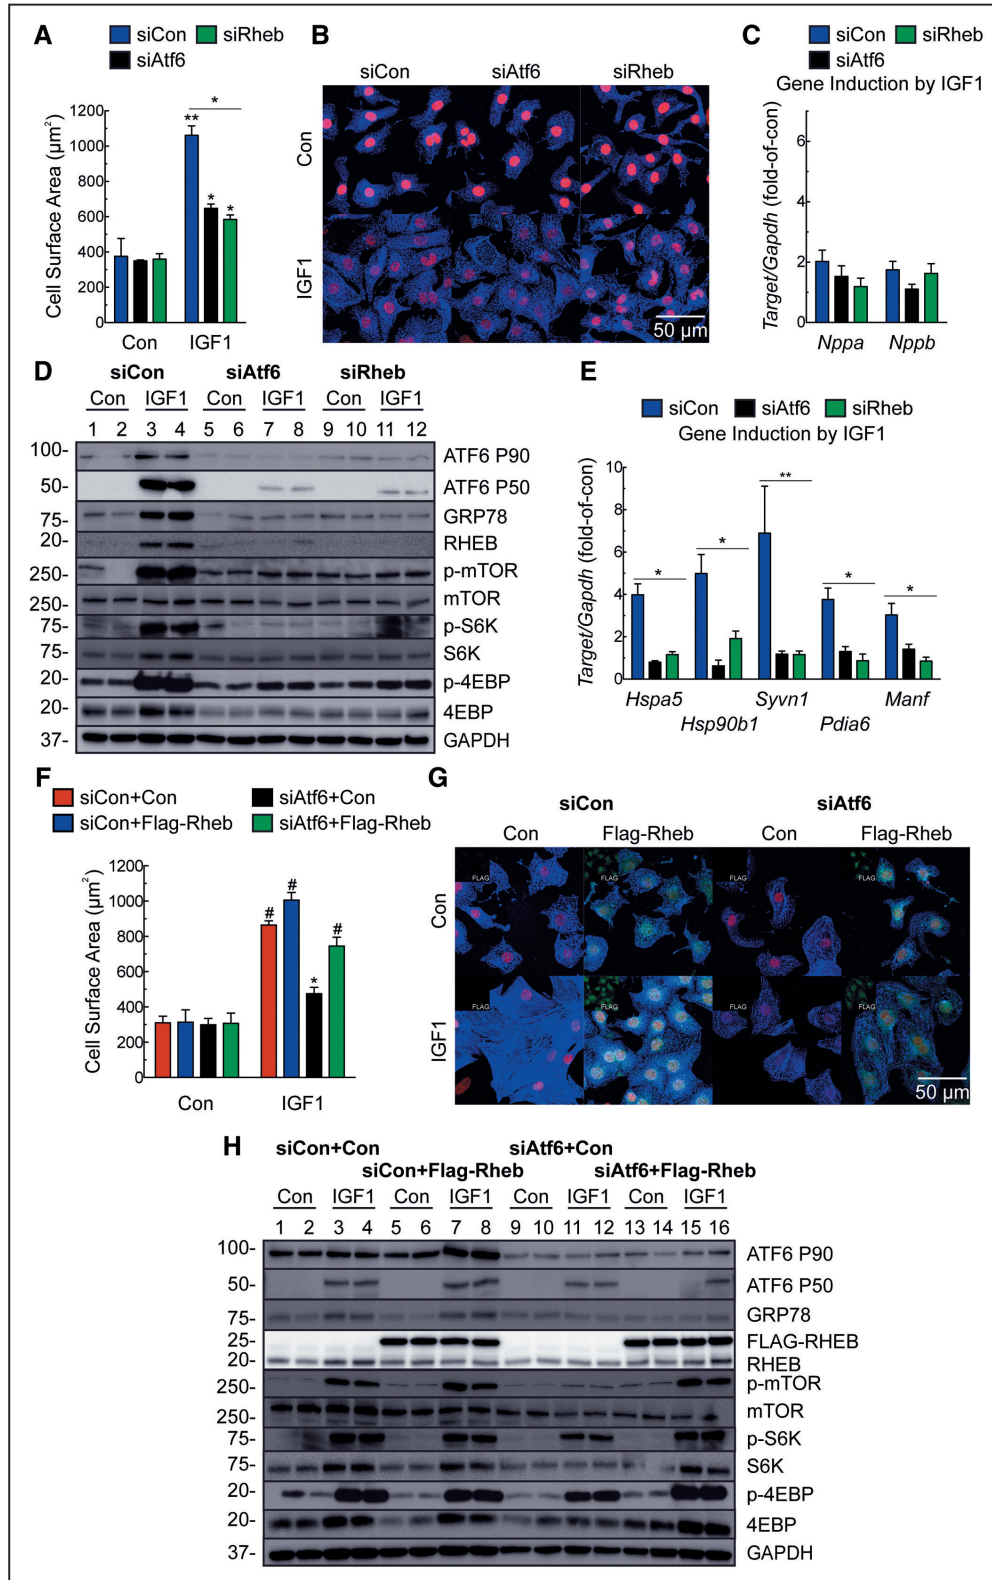 A
siCon siRheb
siAtf6
Cell Surface Area (µm²)
1200
1000
800
600
400
200
0
**
*
*
*
Con IGF1
B
siCon siAtf6 siRheb
Con
IGF1
50 µm
C
siCon siRheb
siAtf6
Gene Induction by IGF1
Target/Gapdh (fold-of-con)
6
4
2
0
Nppa Nppb
D
siCon siAtf6 siRheb
Con IGF1 Con IGF1 Con IGF1
1 2 3 4 5 6 7 8 9 10 11 12
100- ATF6 P90
50- ATF6 P50
75- GRP78
20- RHEB
250- p-mTOR
250- mTOR
75- p-S6K
75- S6K
20- p-4EBP
20- 4EBP
37- GAPDH
E
siCon siAtf6 siRheb
Gene Induction by IGF1
Target/Gapdh (fold-of-con)
10
8
6
4
2
0
*
*
**
*
*
Hspa5 Syvn1 Manf
Hsp90b1 Pdia6
F
siCon+Con siAtf6+Con
siCon+Flag-Rheb siAtf6+Flag-Rheb
Cell Surface Area (µm²)
1200
1000
800
600
400
200
0
#
#
*
#
Con IGF1
G
siCon siAtf6
Con Flag-Rheb Con Flag-Rheb
Con
FLAG FLAG FLAG FLAG
IGF1
FLAG FLAG FLAG FLAG
50 µm
H
siCon+Con siAtf6+Con
siCon+Flag-Rheb siAtf6+Flag-Rheb
Con IGF1 Con IGF1 Con IGF1 Con IGF1
1 2 3 4 5 6 7 8 9 10 11 12 13 14 15 16
100- ATF6 P90
50- ATF6 P50
75- GRP78
25- FLAG-RHEB
20- RHEB
250- p-mTOR
250- mTOR
75- p-S6K
75- S6K
20- p-4EBP
20- 4EBP
37- GAPDH